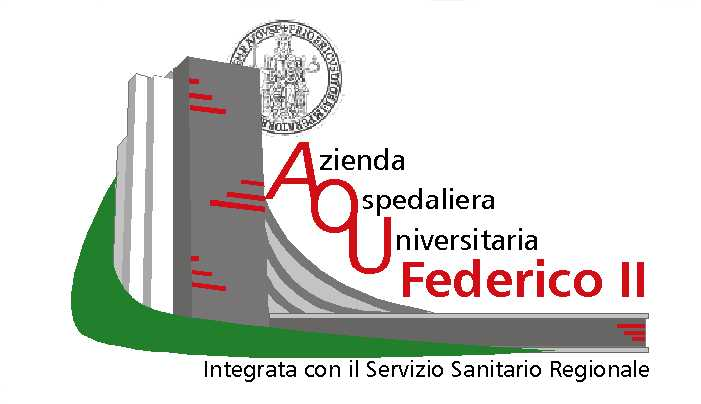 Azienda
Ospedaliera
Universitaria
Federico II
Integrata con il Servizio Sanitario Regionale